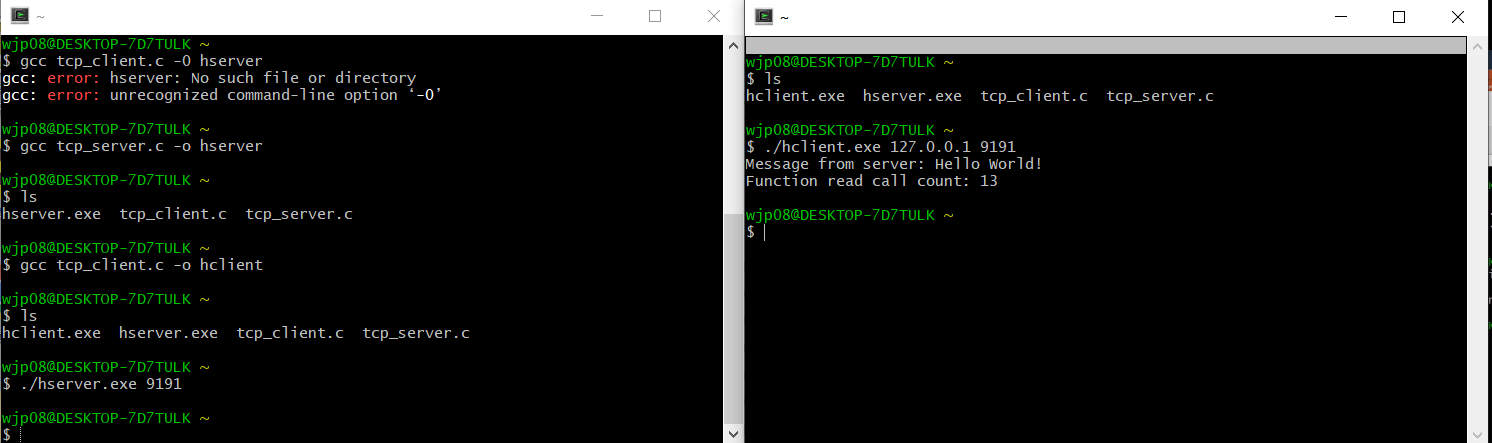 ~
wjp08@DESKTOP-7D7TULK ~
$ gcc tcp_client.c -O hserver
gcc: error: hserver: No such file or directory
gcc: error: unrecognized command-line option ‘-O’
wjp08@DESKTOP-7D7TULK ~
$ gcc tcp_server.c -o hserver
wjp08@DESKTOP-7D7TULK ~
$ ls
hserver.exe  tcp_client.c  tcp_server.c
wjp08@DESKTOP-7D7TULK ~
$ gcc tcp_client.c -o hclient
wjp08@DESKTOP-7D7TULK ~
$ ls
hclient.exe  hserver.exe  tcp_client.c  tcp_server.c
wjp08@DESKTOP-7D7TULK ~
$ ./hserver.exe 9191
wjp08@DESKTOP-7D7TULK ~
$
~
wjp08@DESKTOP-7D7TULK ~
$ ls
hclient.exe  hserver.exe  tcp_client.c  tcp_server.c
wjp08@DESKTOP-7D7TULK ~
$ ./hclient.exe 127.0.0.1 9191
Message from server: Hello World!
Function read call count: 13
wjp08@DESKTOP-7D7TULK ~
$